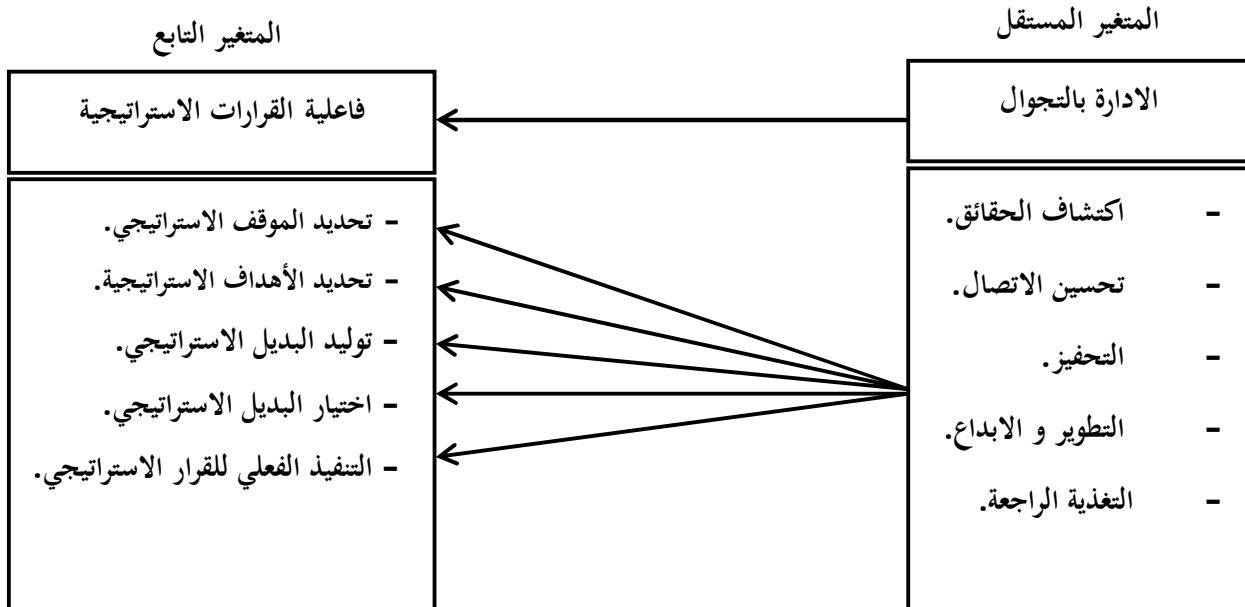 المتغير المستقل
الادارة بالتجوال
- اكتشاف الحقائق.
- تحسين الاتصال.
- التحفيز.
- التطوير و الابداع.
- التغذية الراجعة.
المتغير التابع
فاعلية القرارات الاستراتيجية
- تحديد الموقف الاستراتيجي.
- تحديد الأهداف الاستراتيجية.
- توليد البديل الاستراتيجي.
- اختيار البديل الاستراتيجي.
- التنفيذ الفعلي للقرار الاستراتيجي.